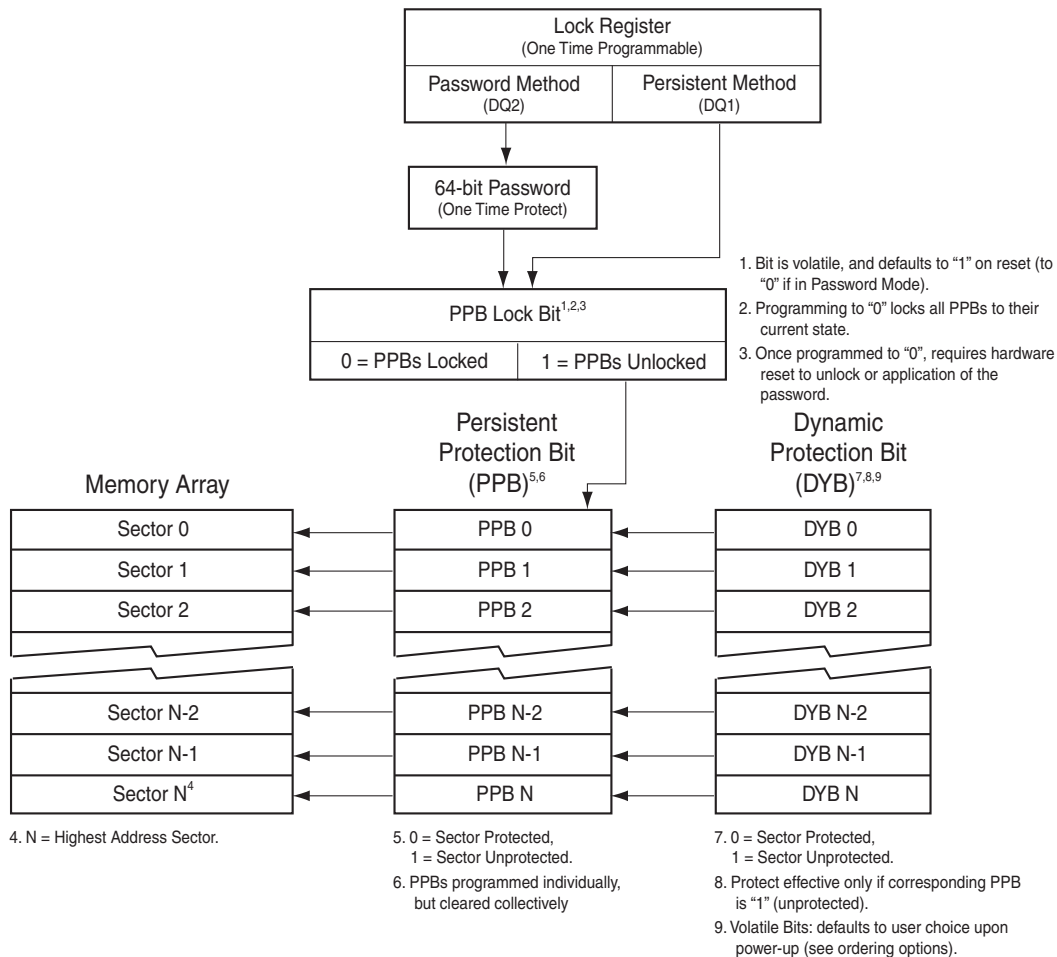 Lock Register
(One Time Programmable)
Password Method
(DQ2)
Persistent Method
(DQ1)
64-bit Password
(One Time Protect)
PPB Lock Bit1,2,3
0 = PPBs Locked
1 = PPBs Unlocked
1. Bit is volatile, and defaults to “1” on reset (to
“0” if in Password Mode).
2. Programming to “0” locks all PPBs to their
current state.
3. Once programmed to “0”, requires hardware
reset to unlock or application of the
password.
Memory Array
Sector 0
Sector 1
Sector 2
Sector N-2
Sector N-1
Sector N4
4. N = Highest Address Sector.
Persistent
Protection Bit
(PPB)5,6
PPB 0
PPB 1
PPB 2
PPB N-2
PPB N-1
PPB N
5. 0 = Sector Protected,
1 = Sector Unprotected.
6. PPBs programmed individually,
but cleared collectively
Dynamic
Protection Bit
(DYB)7,8,9
DYB 0
DYB 1
DYB 2
DYB N-2
DYB N-1
DYB N
7. 0 = Sector Protected,
1 = Sector Unprotected.
8. Protect effective only if corresponding PPB
is “1” (unprotected).
9. Volatile Bits: defaults to user choice upon
power-up (see ordering options).